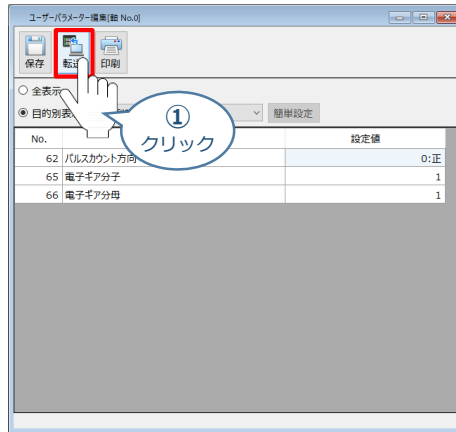 ユーザーパラメーター編集[軸 No.0]
保存 転送 印刷
全表示
目的別表
簡単設定
①
クリック
No. 設定値
62 パルスカウント方向 0:正
65 電子ギア分子 1
66 電子ギア分母 1